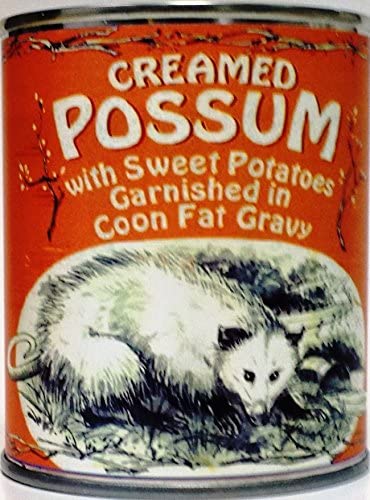 CREAMED
POSSUM
with Sweet Potatoes
Garnished in
Coon Fat Gravy